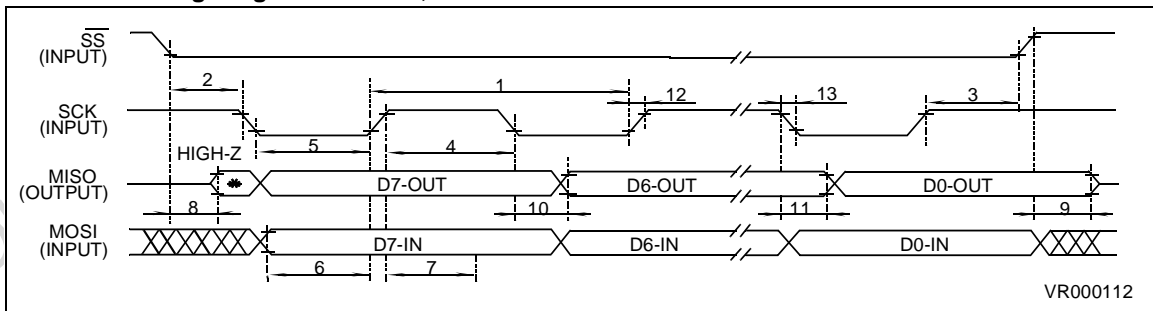 SS
(INPUT)
2
1
12
13
3
SCK
(INPUT)
5
4
HIGH-Z
MISO
(OUTPUT)
D7-OUT
D6-OUT
D0-OUT
8
10
11
9
MOSI
(INPUT)
D7-IN
D6-IN
D0-IN
6
7
VR000112